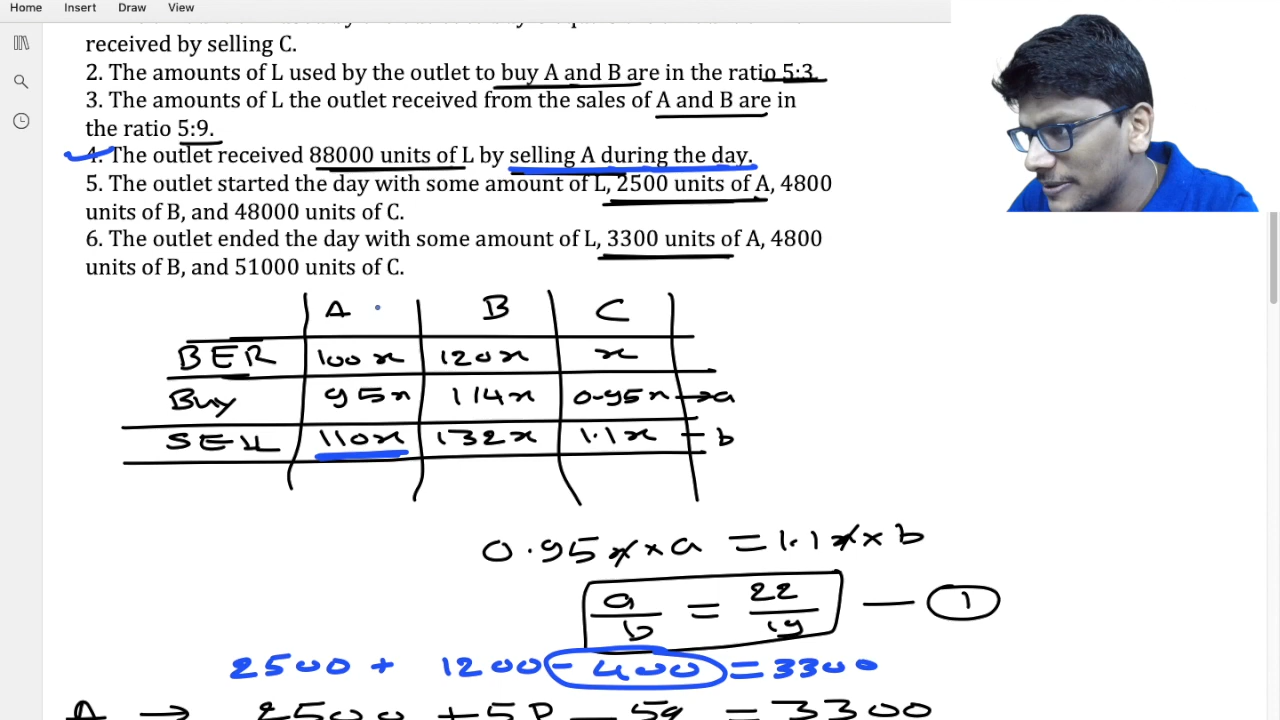 Home Insert Draw View
received by selling C.
2. The amounts of L used by the outlet to buy A and B are in the ratio 5:3.
3. The amounts of L the outlet received from the sales of A and B are in
the ratio 5:9.
4. The outlet received 88000 units of L by selling A during the day.
5. The outlet started the day with some amount of L, 2500 units of A, 4800
units of B, and 48000 units of C.
6. The outlet ended the day with some amount of L, 3300 units of A, 4800
units of B, and 51000 units of C.
A B C
BER 100x 120x x
Buy 95x 114x 0.95x → a
SELL 110x 132x 1.1x – b
0.95x × a = 1.1x × b
a/b = 22/19 — 1
2500 + 1200 - 400 = 3300
A → 2500 + 5P - 5q = 3300